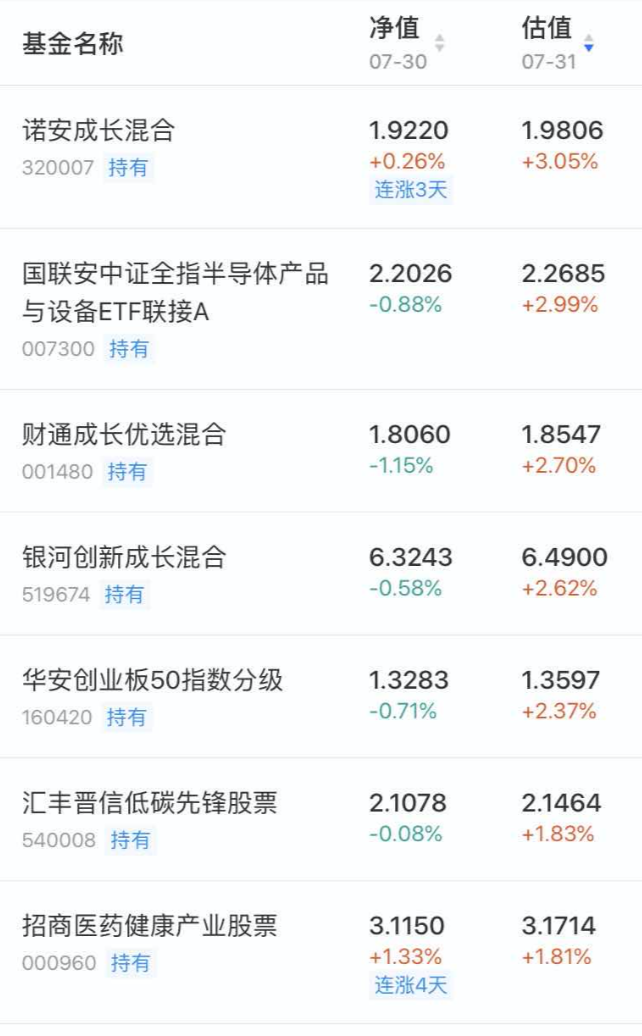 基金名称 净值 估值
07-30 07-31
诺安成长混合 1.9220 1.9806
320007 持有 +0.26% +3.05%
连涨3天
国联安中证全指半导体产品 2.2026 2.2685
与设备ETF联接A -0.88% +2.99%
007300 持有
财通成长优选混合 1.8060 1.8547
001480 持有 -1.15% +2.70%
银河创新成长混合 6.3243 6.4900
519674 持有 -0.58% +2.62%
华安创业板50指数分级 1.3283 1.3597
160420 持有 -0.71% +2.37%
汇丰晋信低碳先锋股票 2.1078 2.1464
540008 持有 -0.08% +1.83%
招商医药健康产业股票 3.1150 3.1714
000960 持有 +1.33% +1.81%
连涨4天